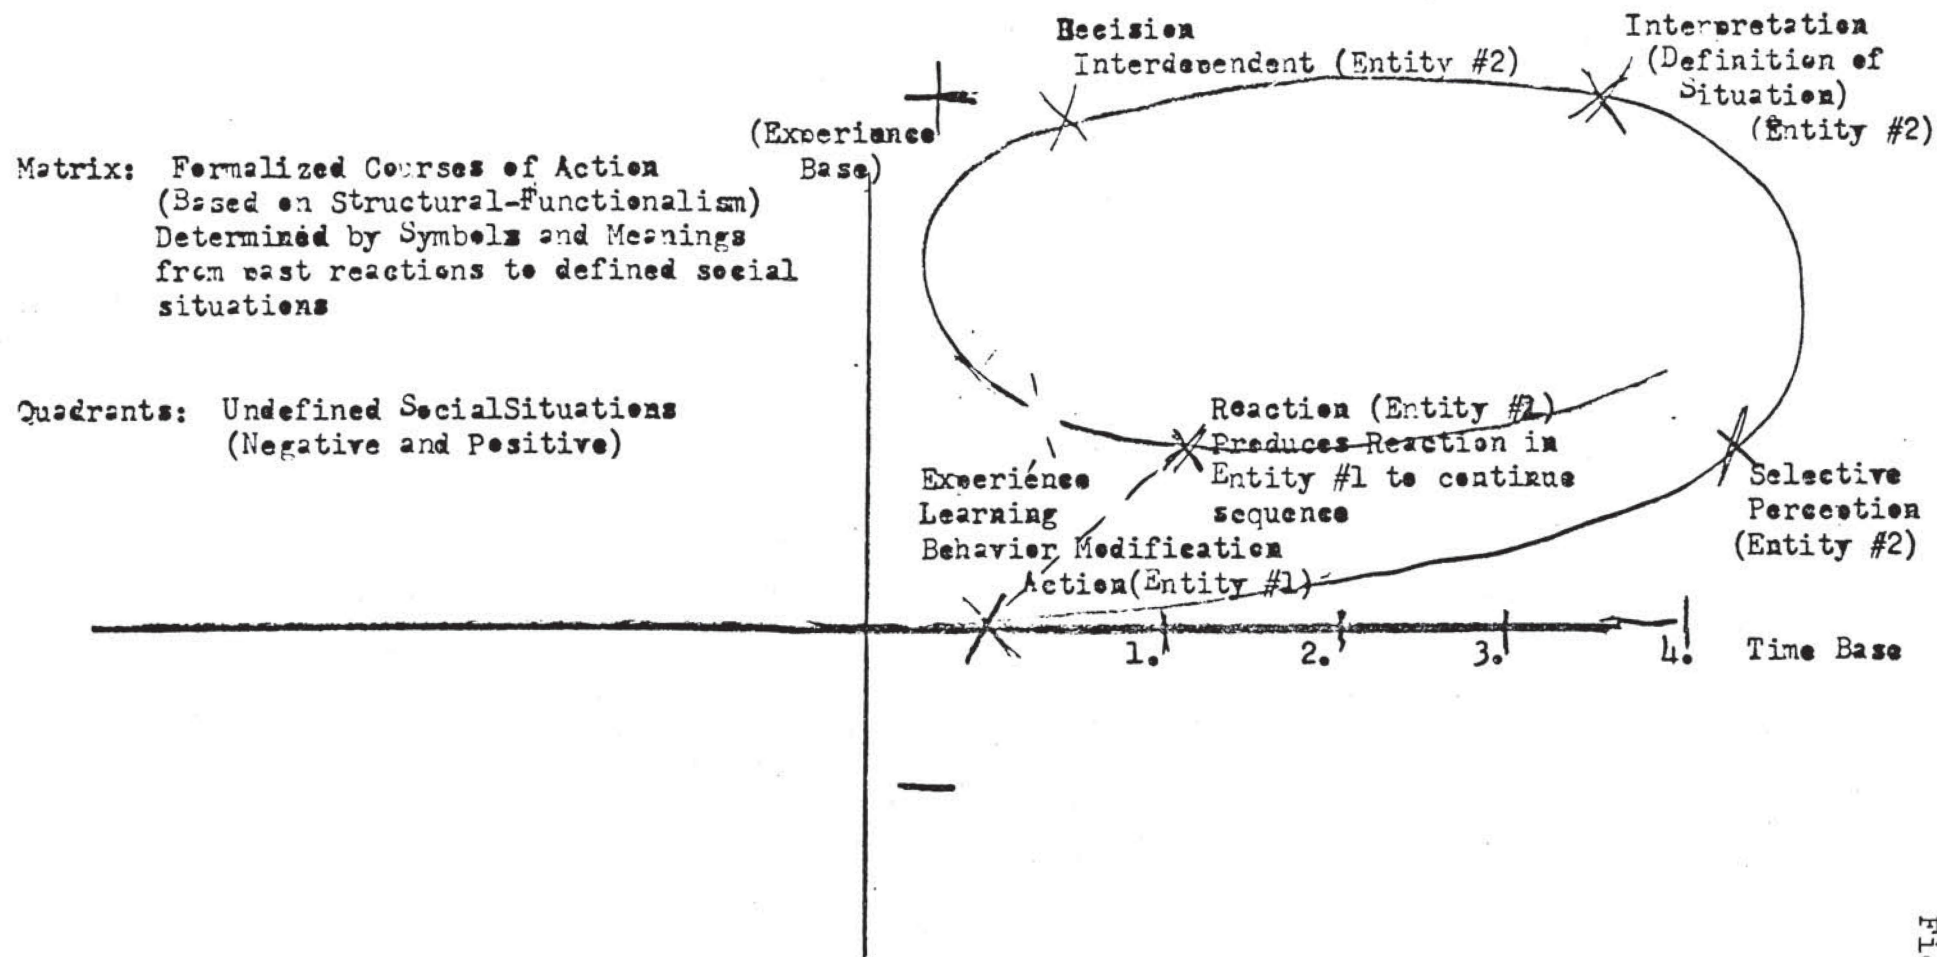 Decision
Interdependent (Entity #2)
Interpretation
(Definition of
Situation)
(Entity #2)
(Experiance
Base)
Matrix: Formalized Courses of Action
(Based on Structural-Functionalism)
Determined by Symbols and Meanings
from past reactions to defined social
situations
Quadrants: Undefined SocialSituations
(Negative and Positive)
Reaction (Entity #2)
Produces Reaction in
Entity #1 to continue
sequence
Experience
Learning
Behavior Modification
Action(Entity #1)
Selective
Perception
(Entity #2)
1. 2. 3. 4. Time Base
+
—